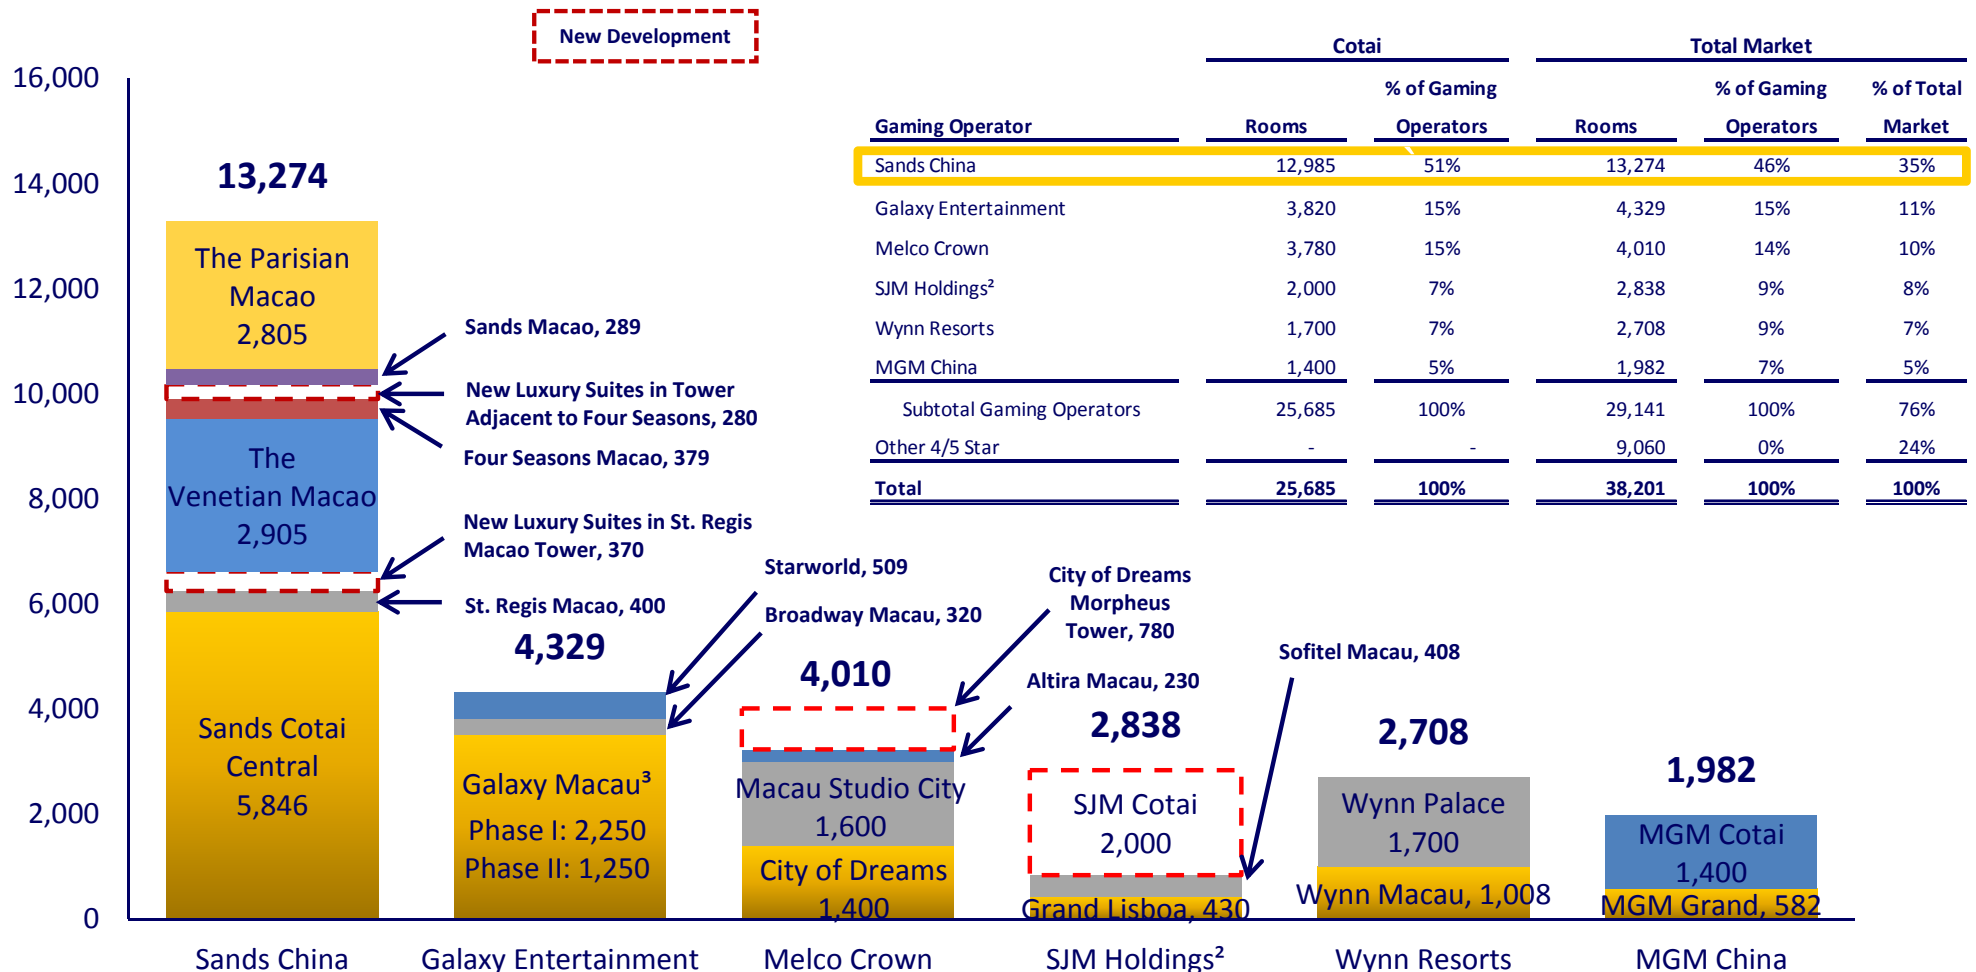 New Development
Cotai Total Market
% of Gaming % of Gaming % of Total
Gaming Operator Rooms Operators Rooms Operators Market
Sands China 12,985 51% 13,274 46% 35%
Galaxy Entertainment 3,820 15% 4,329 15% 11%
Melco Crown 3,780 15% 4,010 14% 10%
SJM Holdings² 2,000 7% 2,838 9% 8%
Wynn Resorts 1,700 7% 2,708 9% 7%
MGM China 1,400 5% 1,982 7% 5%
Subtotal Gaming Operators 25,685 100% 29,141 100% 76%
Other 4/5 Star - - 9,060 0% 24%
Total 25,685 100% 38,201 100% 100%
16,000
14,000
12,000
10,000
8,000
6,000
4,000
2,000
0
13,274
The Parisian
Macao
2,805
Sands Macao, 289
New Luxury Suites in Tower
Adjacent to Four Seasons, 280
Four Seasons Macao, 379
The
Venetian Macao
2,905
New Luxury Suites in St. Regis
Macao Tower, 370
St. Regis Macao, 400
Sands Cotai
Central
5,846
4,329
Starworld, 509
Broadway Macau, 320
Galaxy Macau³
Phase I: 2,250
Phase II: 1,250
4,010
City of Dreams
Morpheus
Tower, 780
Altira Macau, 230
Macau Studio City
1,600
City of Dreams
1,400
2,838
Sofitel Macau, 408
SJM Cotai
2,000
Grand Lisboa, 430
2,708
Wynn Palace
1,700
Wynn Macau, 1,008
1,982
MGM Cotai
1,400
MGM Grand, 582
Sands China Galaxy Entertainment Melco Crown SJM Holdings² Wynn Resorts MGM China